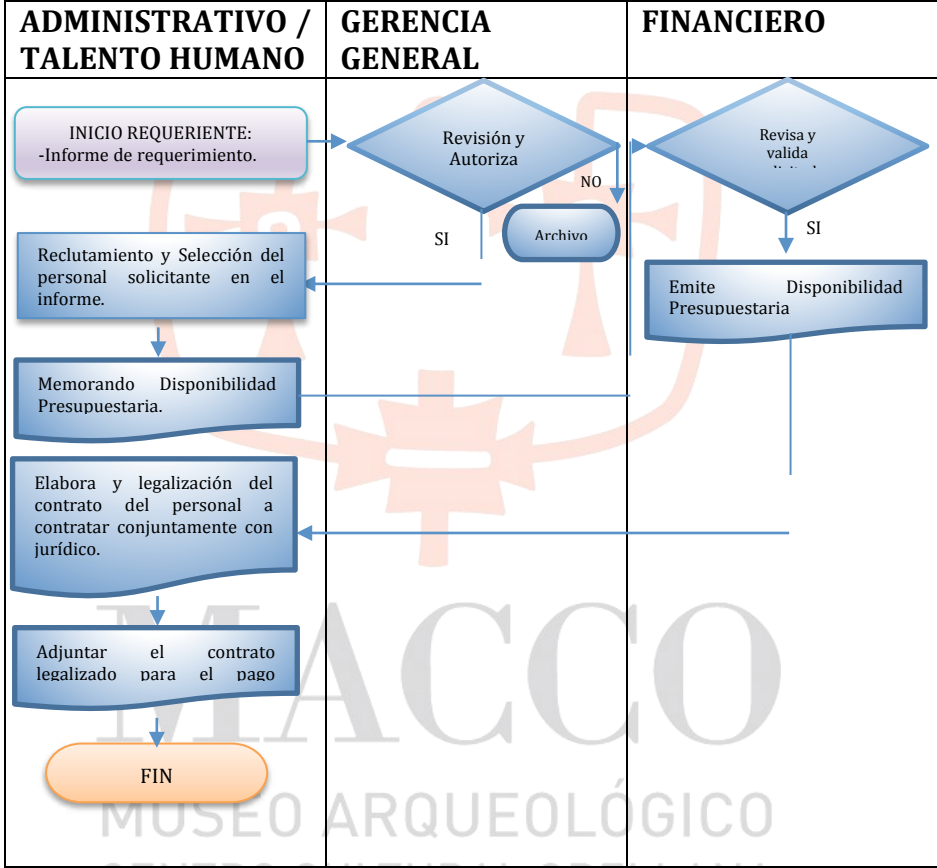 ADMINISTRATIVO /
TALENTO HUMANO
GERENCIA
GENERAL
FINANCIERO
INICIO REQUERIENTE:
-Informe de requerimiento.
Revisión y
Autoriza
Revisa y
valida
NO
SI
Archivo
SI
Reclutamiento y Selección del
personal solicitante en el
informe.
Emite Disponibilidad
Presupuestaria
Memorando Disponibilidad
Presupuestaria.
Elabora y legalización del
contrato del personal a
contratar conjuntamente con
jurídico.
Adjuntar el contrato
legalizado para el pago
FIN
MACCO
MUSEO ARQUEOLÓGICO